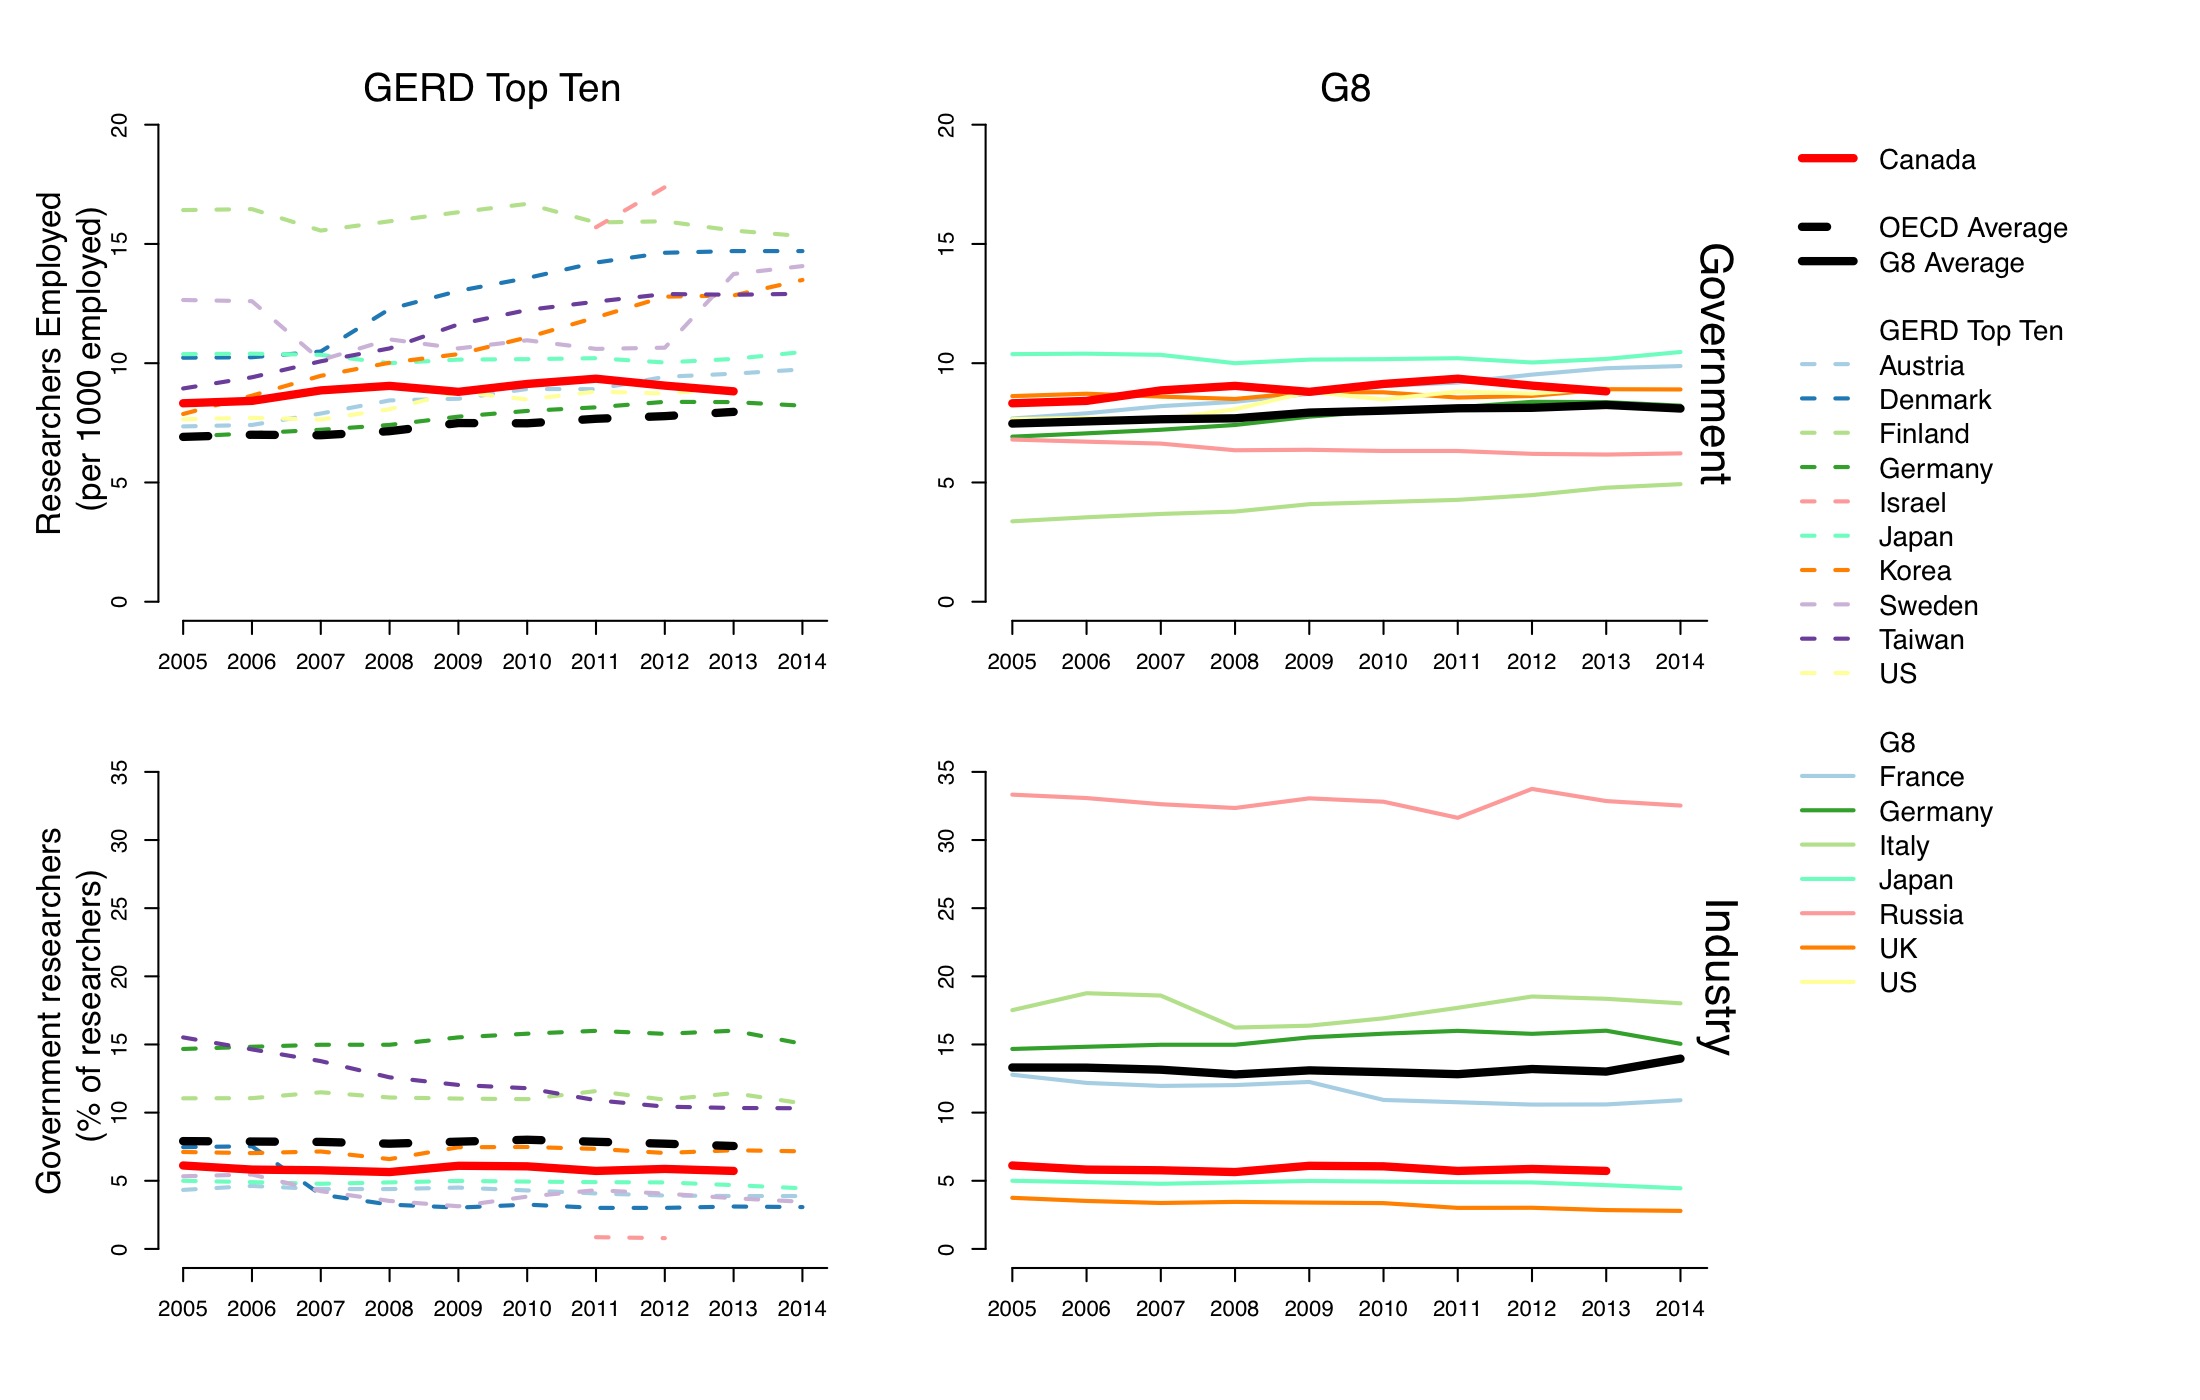 GERD Top Ten
G8
Researchers Employed
(per 1000 employed)
20
15
10
5
0
2005 2006 2007 2008 2009 2010 2011 2012 2013 2014
20
15
10
5
0
2005 2006 2007 2008 2009 2010 2011 2012 2013 2014
Government
Government researchers
(% of researchers)
35
30
25
20
15
10
5
0
2005 2006 2007 2008 2009 2010 2011 2012 2013 2014
35
30
25
20
15
10
5
0
2005 2006 2007 2008 2009 2010 2011 2012 2013 2014
Industry
Canada
OECD Average
G8 Average
GERD Top Ten
Austria
Denmark
Finland
Germany
Israel
Japan
Korea
Sweden
Taiwan
US
G8
France
Germany
Italy
Japan
Russia
UK
US